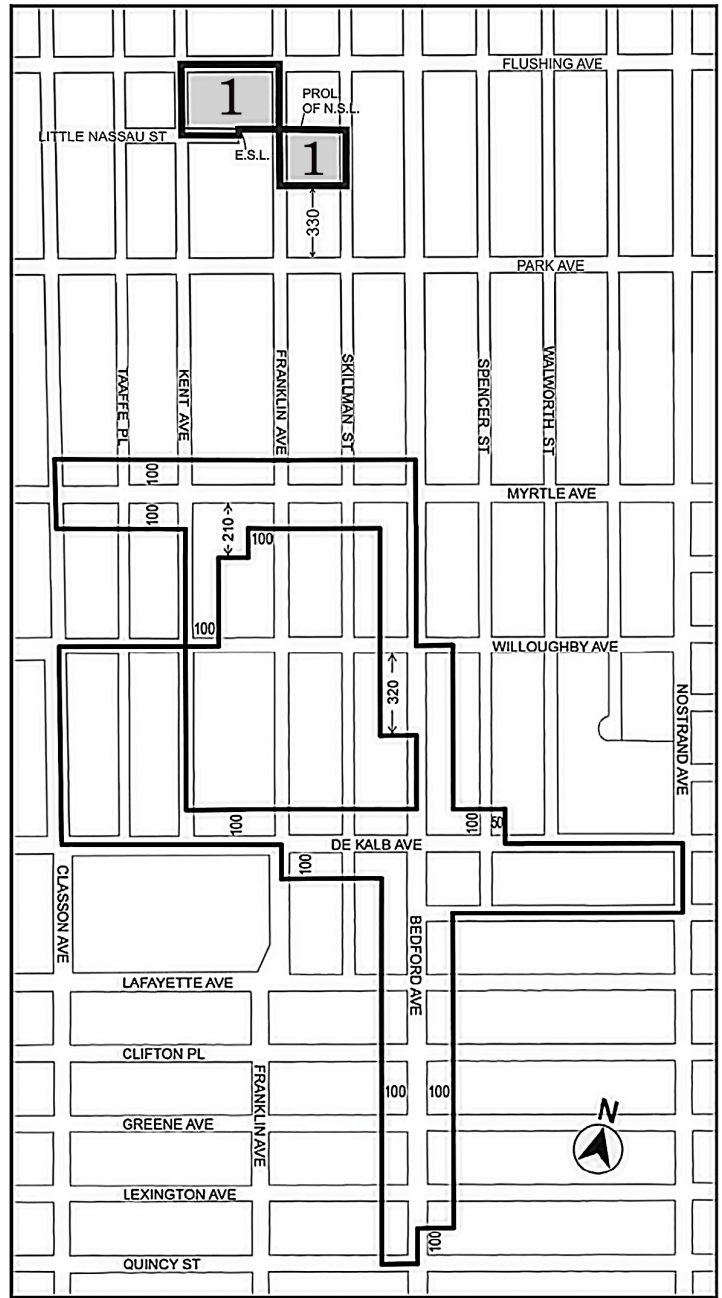 FLUSHING AVE
1
PROL.
OF N.S.L.
LITTLE NASSAU ST
E.S.L.
1
330
PARK AVE
TAAFFE PL
KENT AVE
FRANKLIN AVE
SKILLMAN ST
SPENCER ST
WALWORTH ST
100
MYRTLE AVE
100
210
100
100
WILLOUGHBY AVE
320
NOSTRAND AVE
100
100
50
DE KALB AVE
100
CLASSON AVE
BEDFORD AVE
LAFAYETTE AVE
CLIFTON PL
FRANKLIN AVE
100
100
N
GREENE AVE
LEXINGTON AVE
100
QUINCY ST